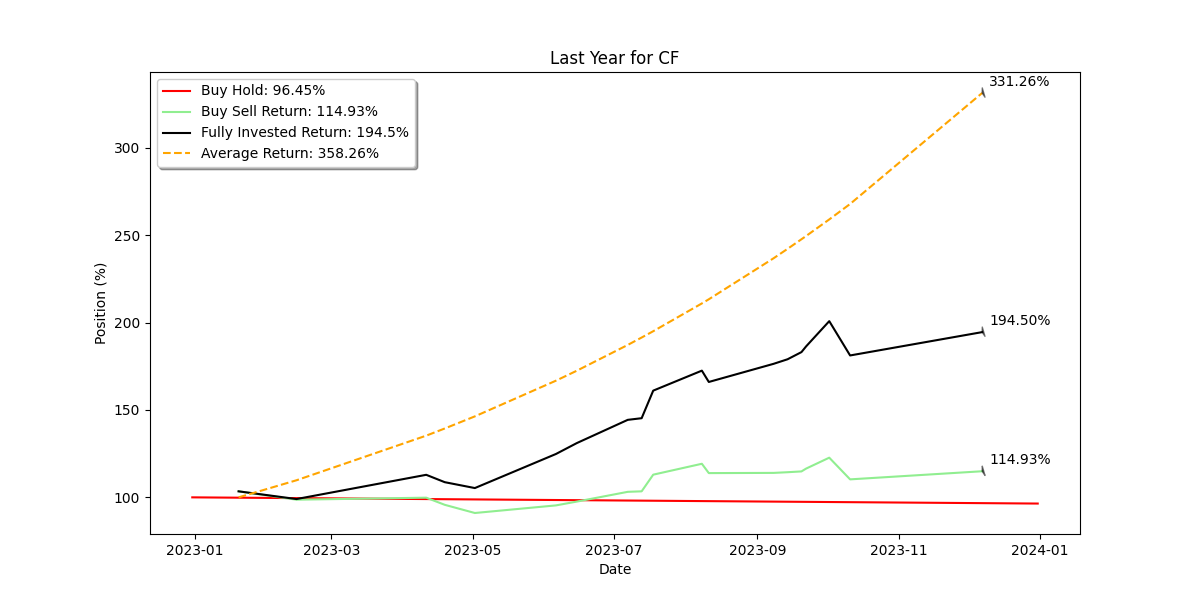 Last Year for CF
Buy Hold: 96.45%
Buy Sell Return: 114.93%
Fully Invested Return: 194.5%
Average Return: 358.26%
331.26%
194.50%
114.93%
Position (%)
300
250
200
150
100
2023-01
2023-03
2023-05
2023-07
2023-09
2023-11
2024-01
Date